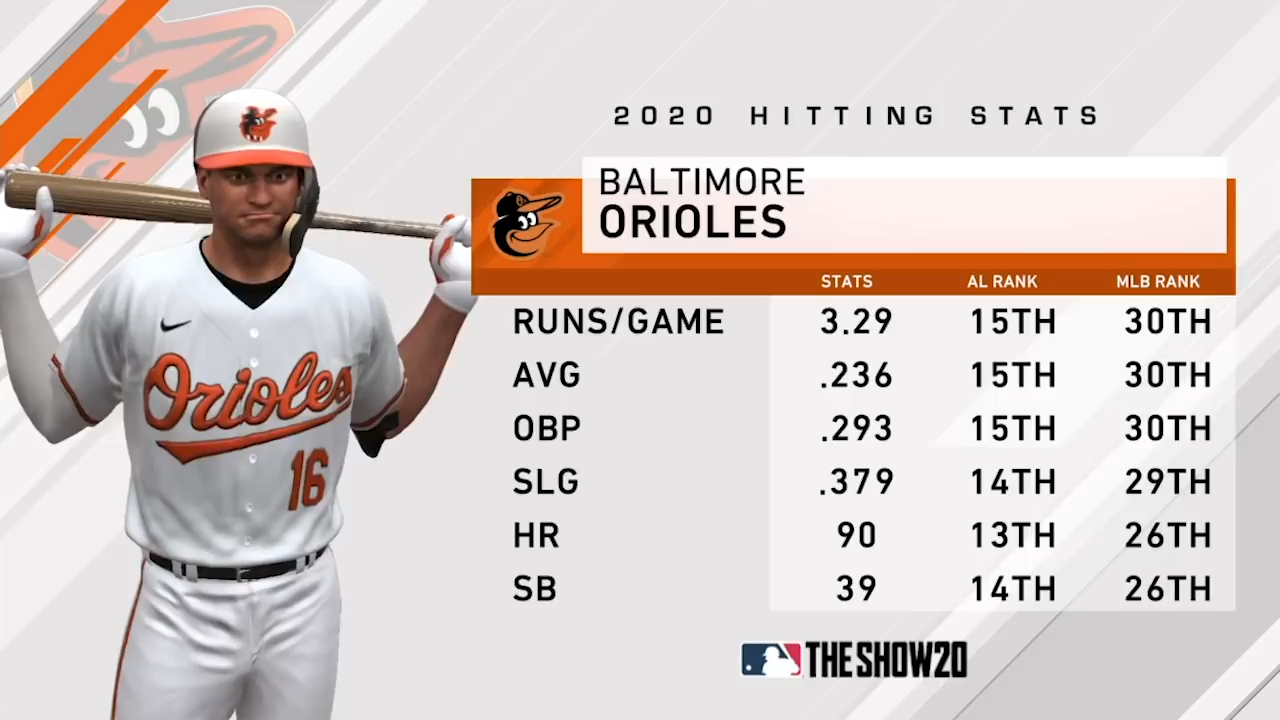 2020 HITTING STATS
BALTIMORE
ORIOLES
STATS AL RANK MLB RANK
RUNS/GAME 3.29 15TH 30TH
AVG .236 15TH 30TH
OBP .293 15TH 30TH
SLG .379 14TH 29TH
HR 90 13TH 26TH
SB 39 14TH 26TH
Orioles
16
THE SHOW 20